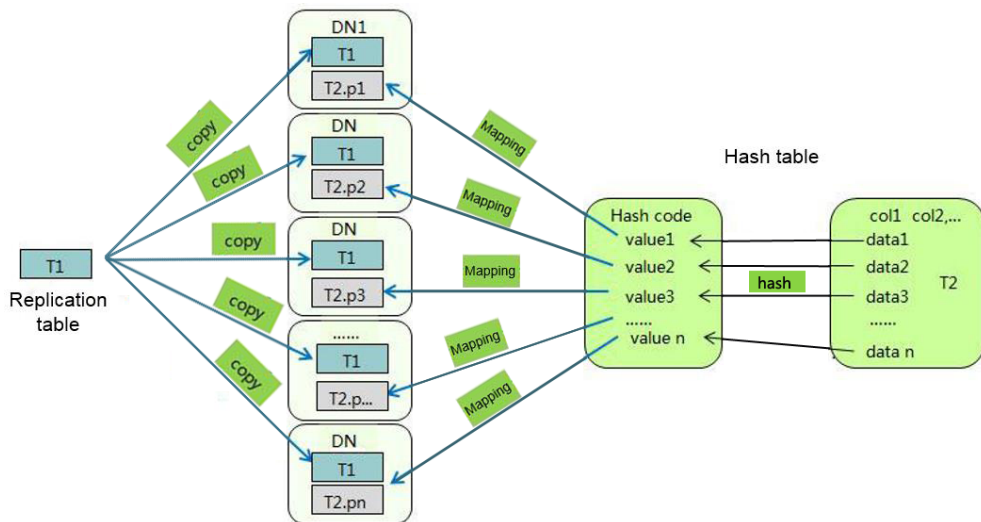 DN1
T1
T2.p1
DN
T1
T2.p2
DN
T1
T2.p3
......
T1
T2.p...
DN
T1
T2.pn
copy
copy
copy
copy
copy
T1
Replication
table
Mapping
Mapping
Mapping
Mapping
Mapping
Hash table
Hash code
value1
value2
value3
......
value n
hash
col1 col2,...
data1
data2
T2
data3
......
data n